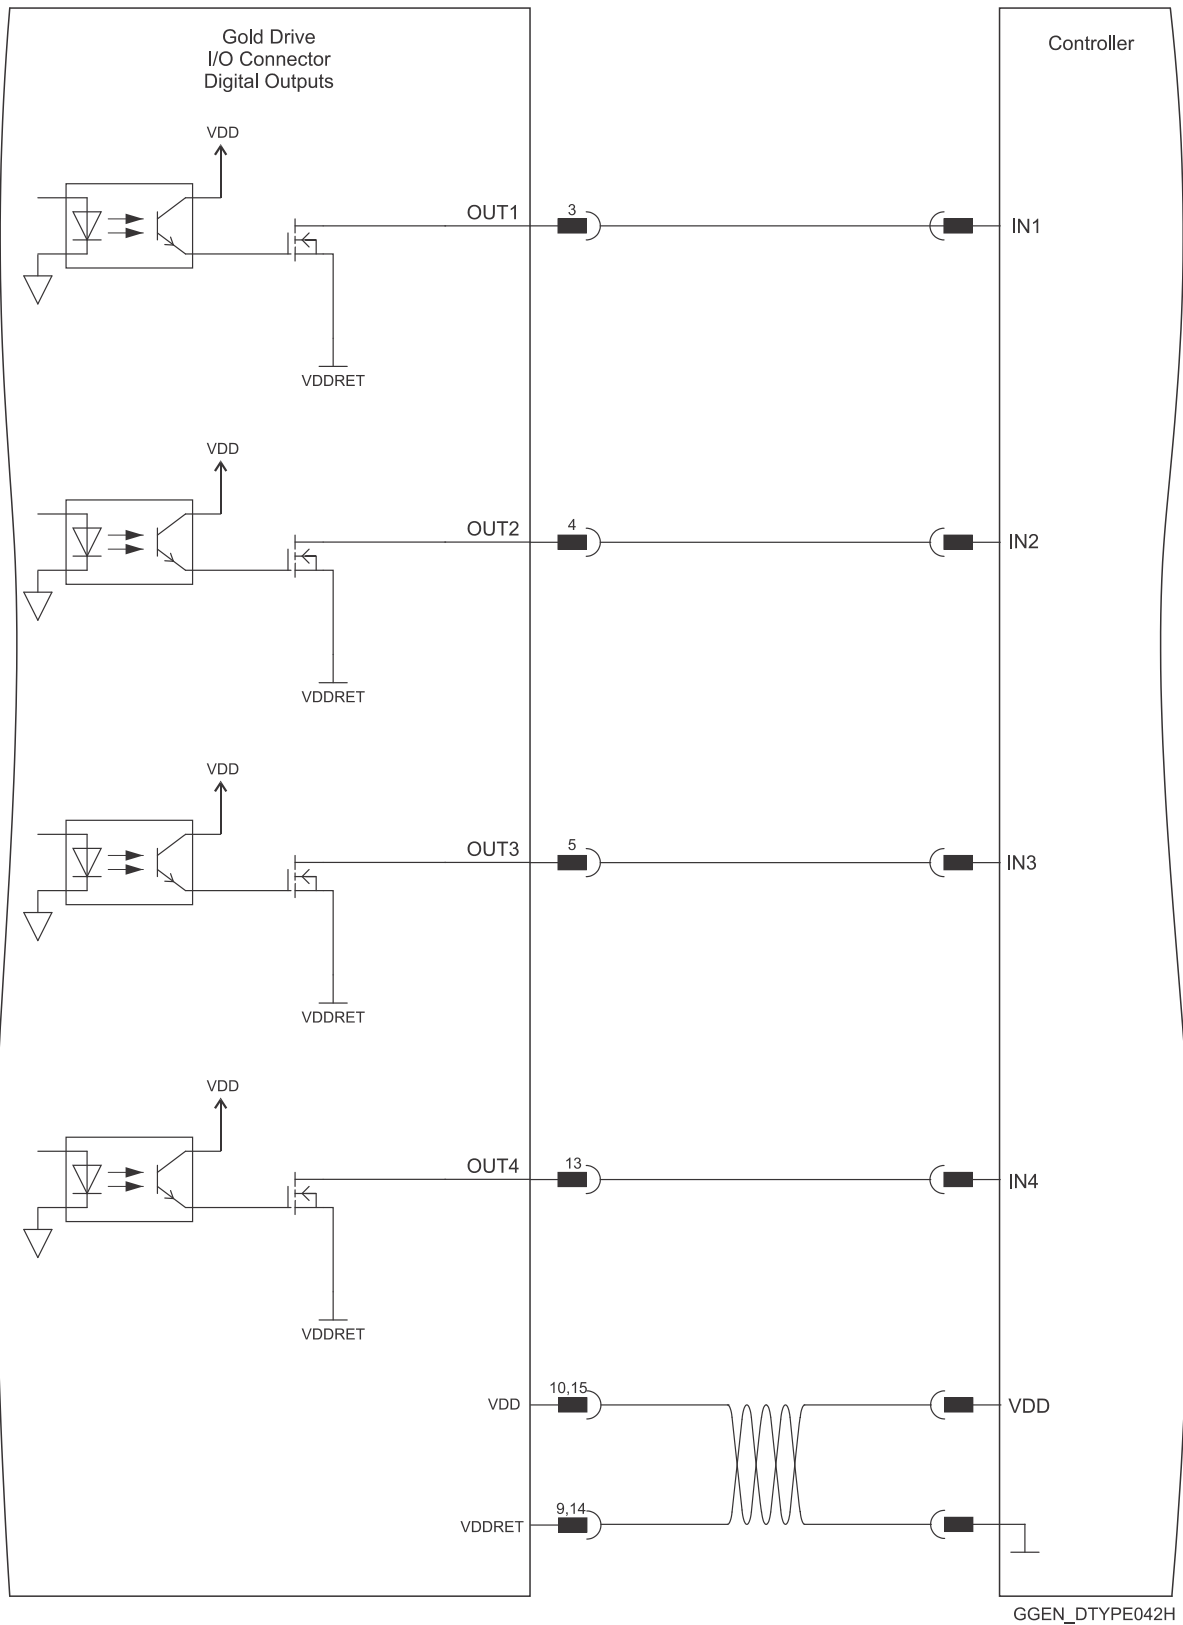 Gold Drive
I/O Connector
Digital Outputs
Controller
VDD
OUT1
3
IN1
VDDRET
VDD
OUT2
4
IN2
VDDRET
VDD
OUT3
5
IN3
VDDRET
VDD
OUT4
13
IN4
VDDRET
VDD
10,15
VDD
VDDRET
9,14
GGEN_DTYPE042H